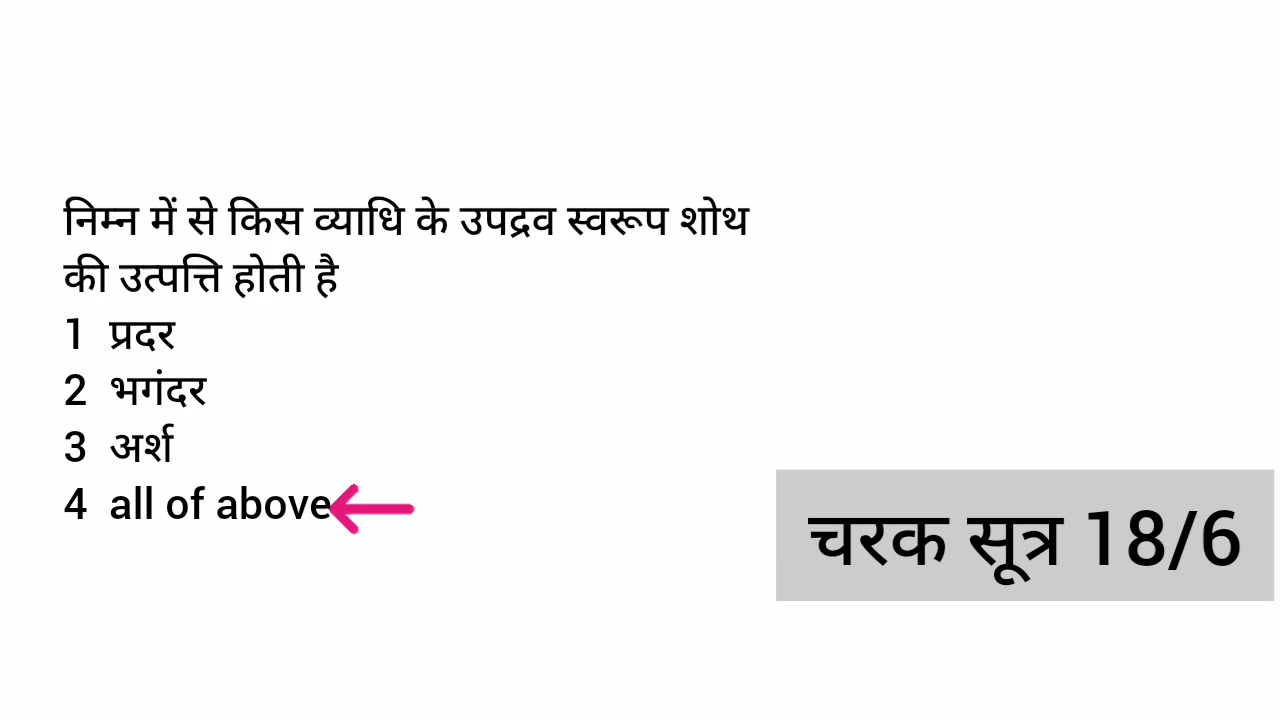 निम्न में से किस व्याधि के उपद्रव स्वरूप शोथ
की उत्पत्ति होती है
1 प्रदर
2 भगंदर
3 अर्श
4 all of above
चरक सूत्र 18/6